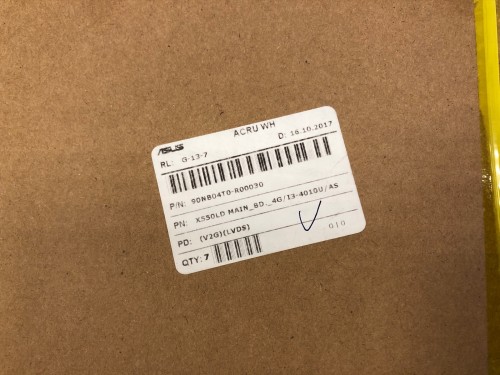 ACRU WH
ASUS D: 16.10.2017
RL: G-13-7
P/N: 90NB04T0-R00030
PN: X550LD MAIN_BD._4G/I3-4010U/AS
PD: (V2G)(LVDS)
QTY: 7 010